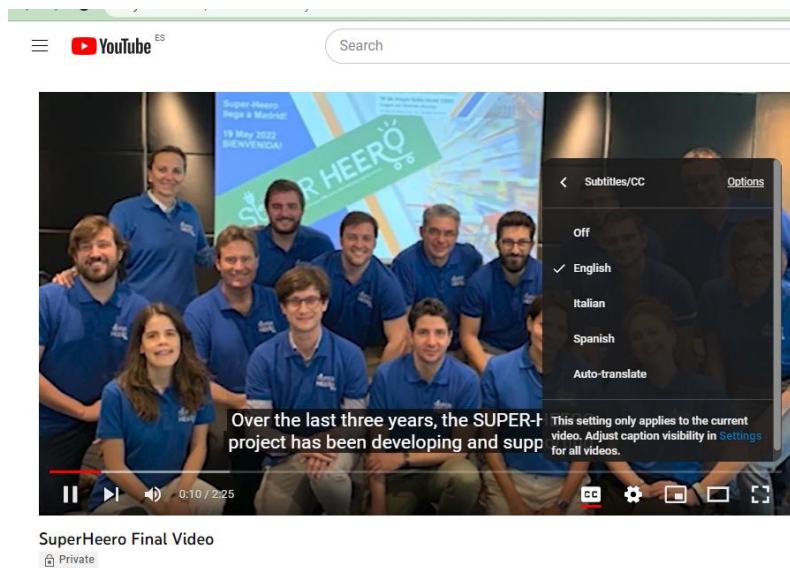 YouTube ES
Search
Super-Heero
llega a Madrid!
19 May 2022
BIENVENIDA!
SUPER HEERO
Subtitles/CC
Options
Off
English
Italian
Spanish
Auto-translate
This setting only applies to the current
video. Adjust caption visibility in Settings
for all videos.
Over the last three years, the SUPER-H
project has been developing and supp
0:10 / 2:25
CC
SuperHeero Final Video
Private